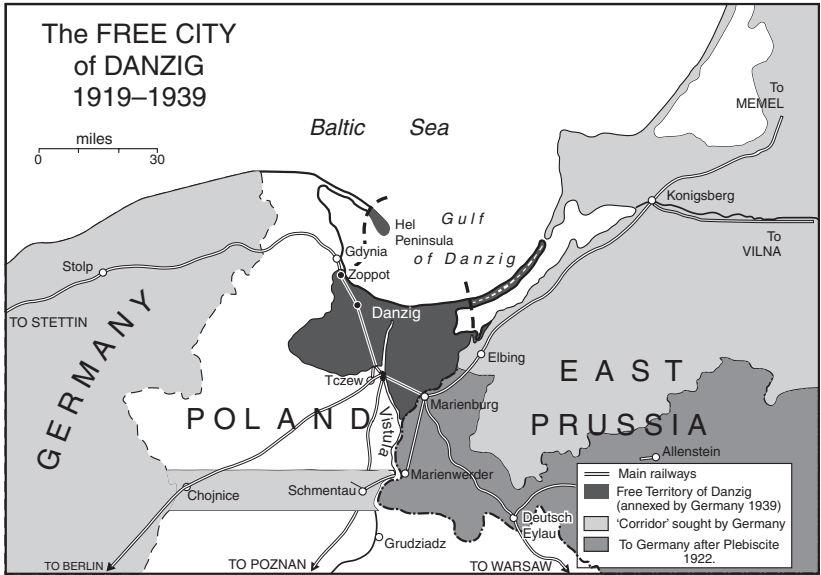 The FREE CITY
of DANZIG
1919–1939
miles
0 30
Baltic Sea
To
MEMEL
Konigsberg
To
VILNA
Hel
Peninsula
Gulf
of Danzig
Gdynia
Zoppot
Stolp
TO STETTIN
Danzig
GERMANY
Elbing
EAST
PRUSSIA
Tczew
Marienburg
POLAND
Vistula
Allenstein
Marienwerder
Schmentau
Chojnice
Deutsch
Eylau
Grudziadz
TO BERLIN
TO POZNAN
TO WARSAW
Main railways
Free Territory of Danzig
(annexed by Germany 1939)
‘Corridor’ sought by Germany
To Germany after Plebiscite
1922.